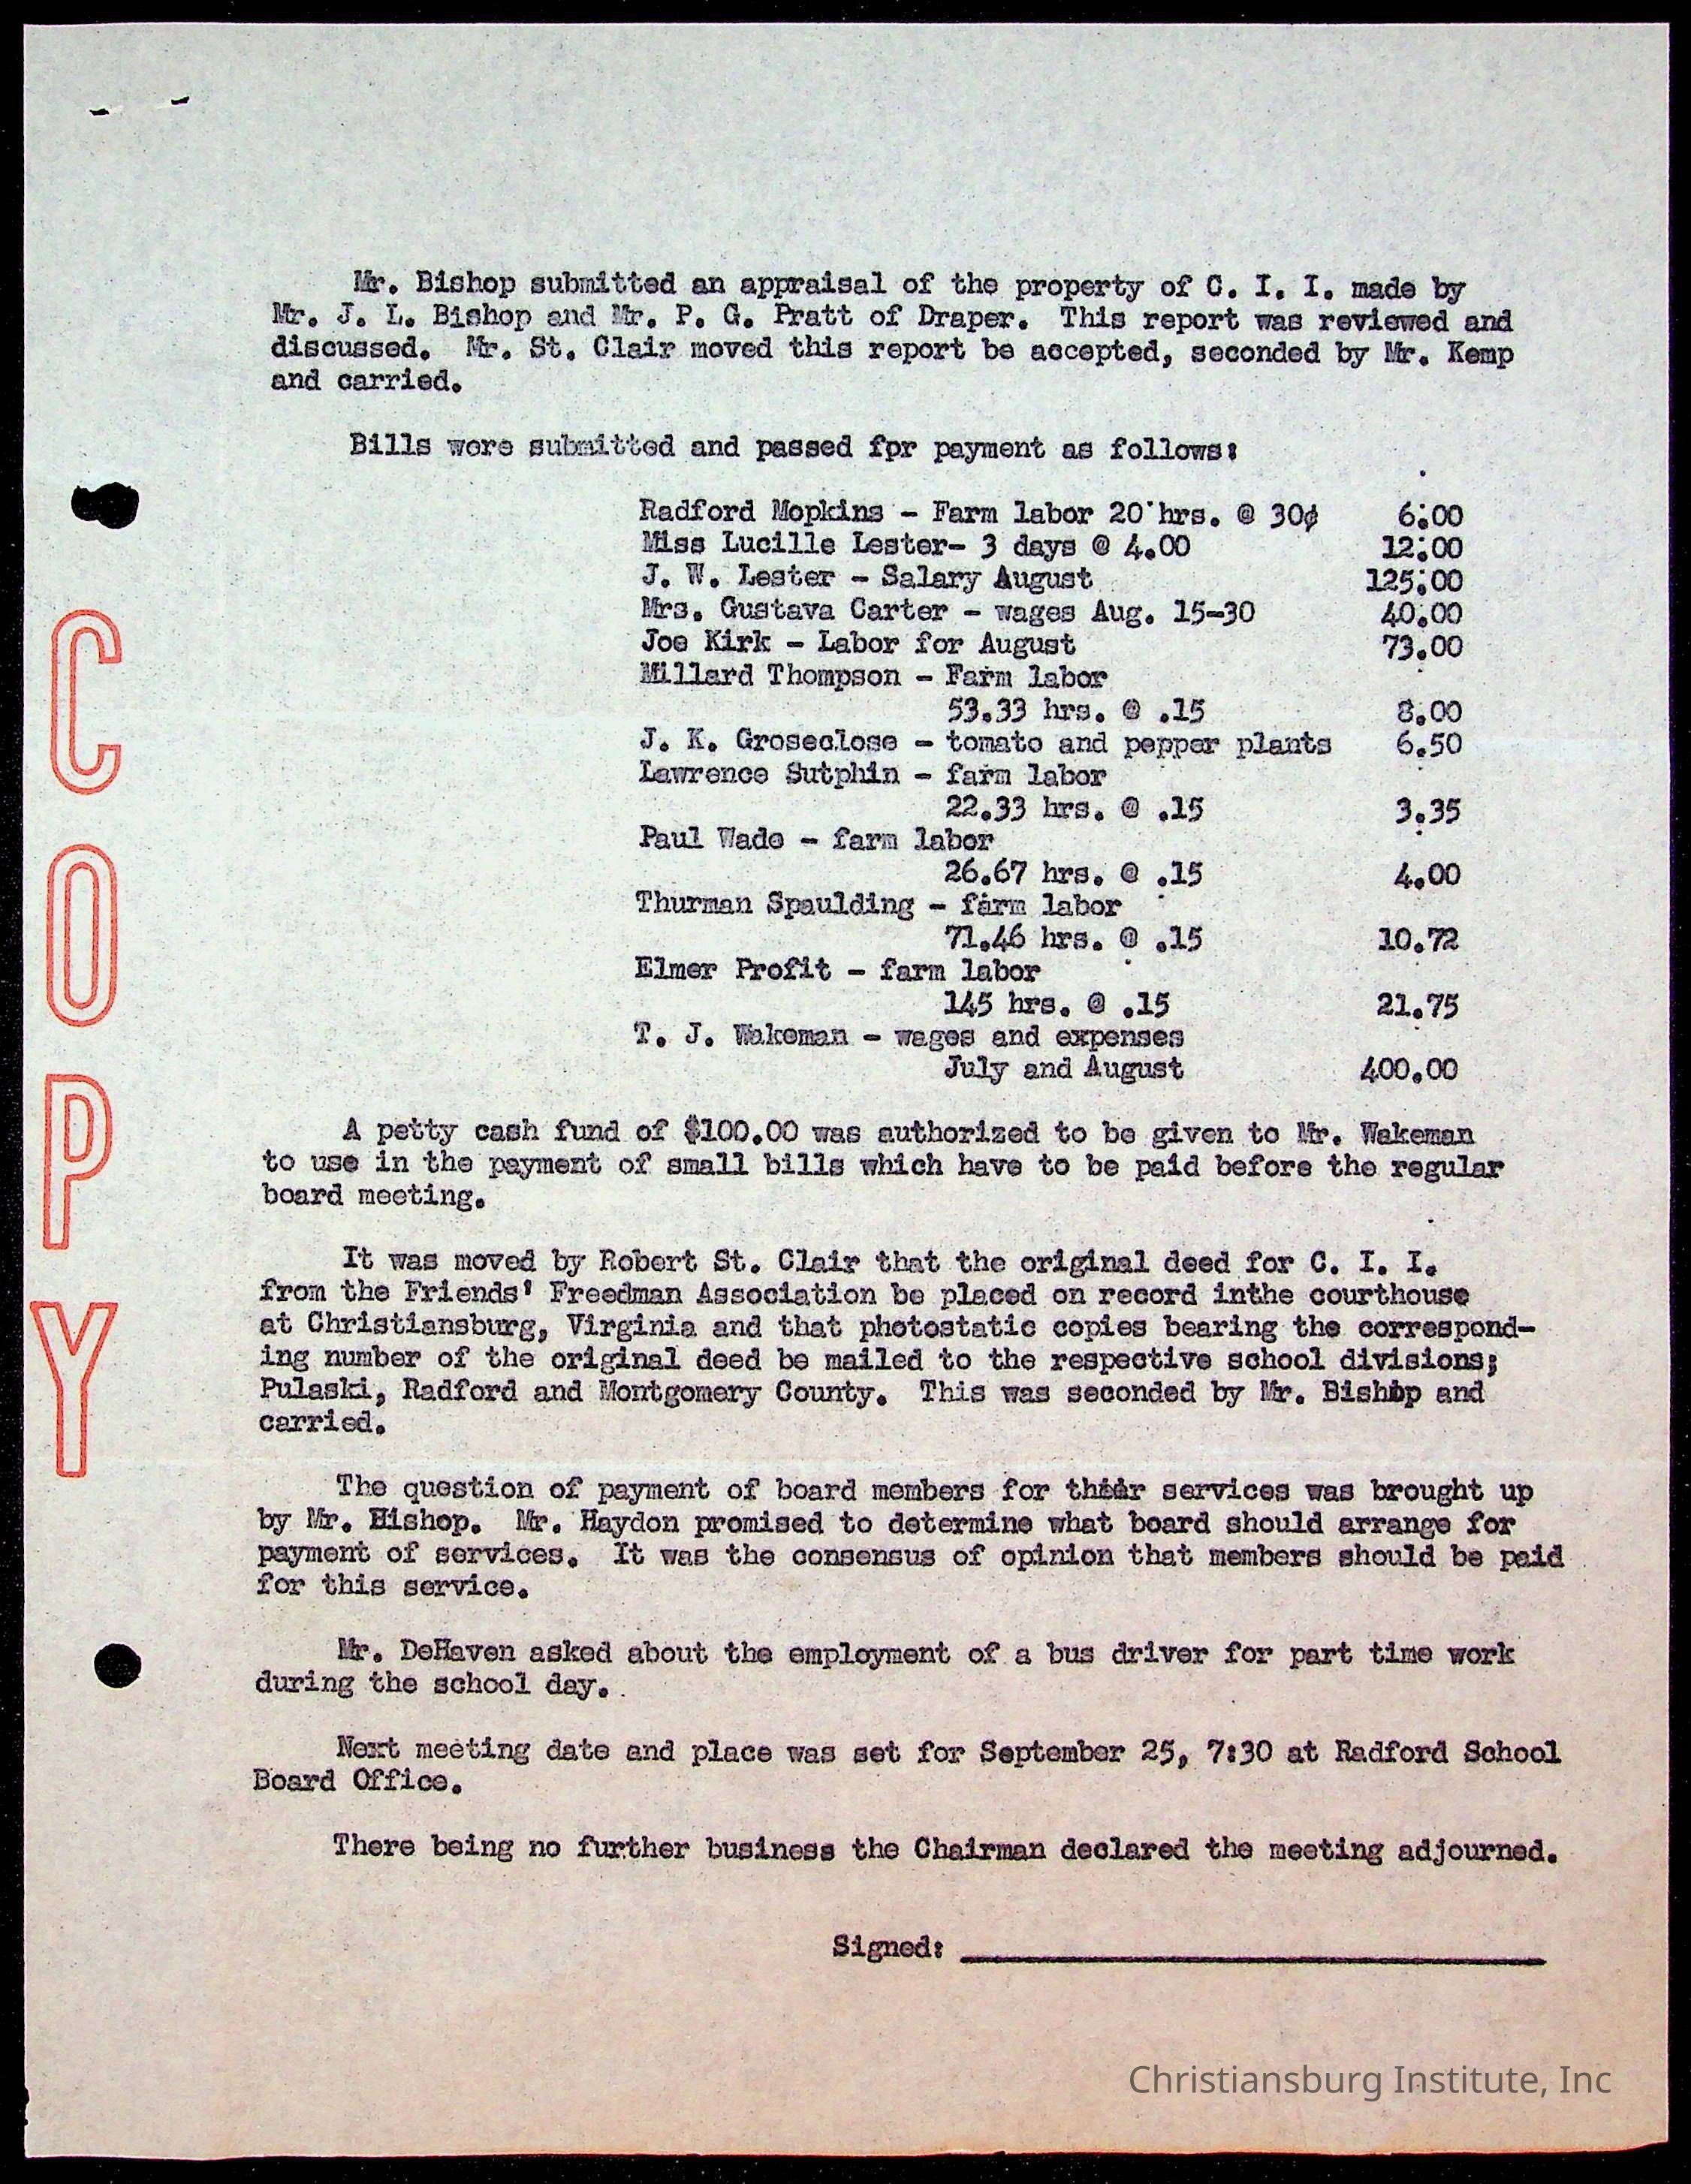 Mr. Bishop submitted an appraisal of the property of C. I. I. made by
Mr. J. L. Bishop and Mr. P. G. Pratt of Draper. This report was reviewed and
discussed. Mr. St. Clair moved this report be accepted, seconded by Mr. Kemp
and carried.
Bills were submitted and passed fpr payment as follows:
Radford Mopkins - Farm labor 20 hrs. @ 30¢ 6.00
Miss Lucille Lester- 3 days @ 4.00 12.00
J. W. Lester - Salary August 125.00
Mrs. Gustava Carter - wages Aug. 15-30 40.00
Joe Kirk - Labor for August 73.00
Millard Thompson - Farm labor
53.33 hrs. @ .15 8.00
J. K. Groseclose - tomato and pepper plants 6.50
Lawrence Sutphin - farm labor
22.33 hrs. @ .15 3.35
Paul Wade - farm labor
26.67 hrs. @ .15 4.00
Thurman Spaulding - farm labor
71.46 hrs. @ .15 10.72
Elmer Profit - farm labor
145 hrs. @ .15 21.75
T. J. Wakeman - wages and expenses
July and August 400.00
A petty cash fund of $100.00 was authorized to be given to Mr. Wakeman
to use in the payment of small bills which have to be paid before the regular
board meeting.
It was moved by Robert St. Clair that the original deed for C. I. I.
from the Friends' Freedman Association be placed on record inthe courthouse
at Christiansburg, Virginia and that photostatic copies bearing the correspond-
ing number of the original deed be mailed to the respective school divisions;
Pulaski, Radford and Montgomery County. This was seconded by Mr. Bishop and
carried.
The question of payment of board members for their services was brought up
by Mr. Bishop. Mr. Haydon promised to determine what board should arrange for
payment of services. It was the consensus of opinion that members should be paid
for this service.
Mr. DeHaven asked about the employment of a bus driver for part time work
during the school day.
Next meeting date and place was set for September 25, 7:30 at Radford School
Board Office.
There being no further business the Chairman declared the meeting adjourned.
Signed:
COPY
Christiansburg Institute, Inc